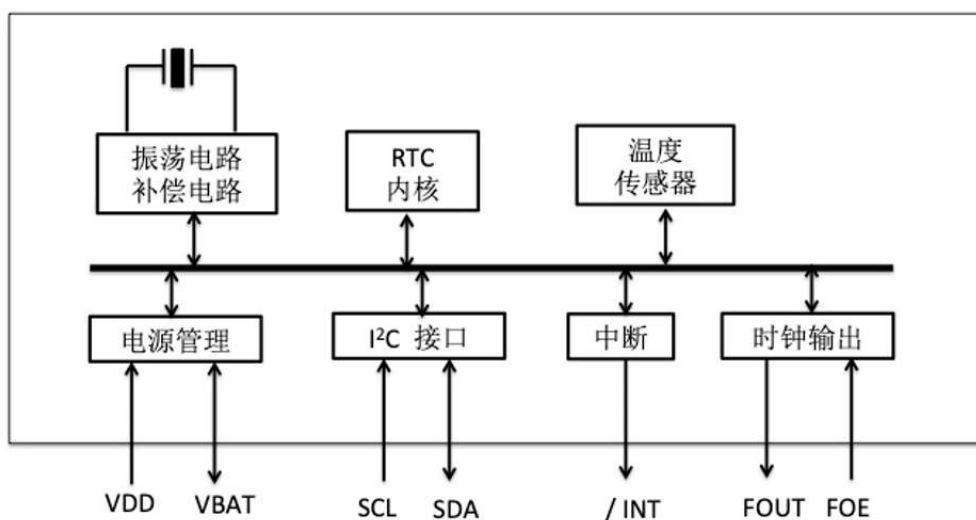 振荡电路
补偿电路
RTC
内核
温度
传感器
电源管理
I²C 接口
中断
时钟输出
VDD
VBAT
SCL
SDA
/ INT
FOUT
FOE